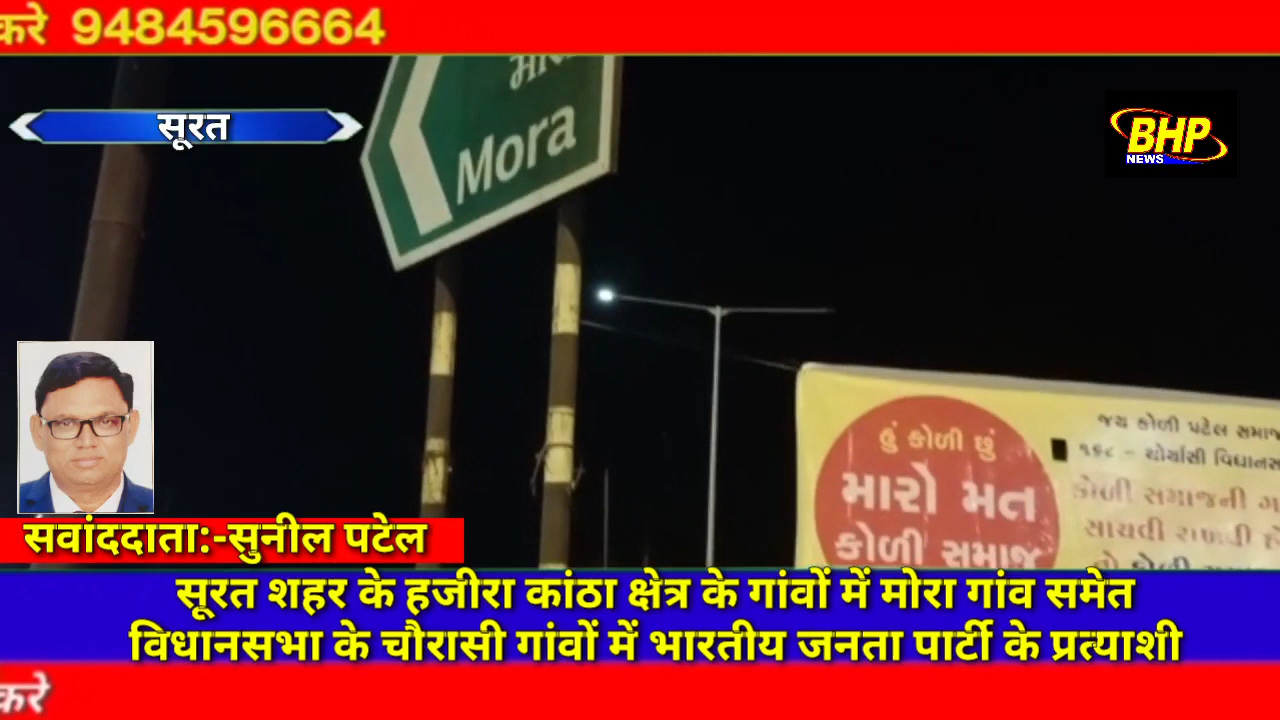 करे 9484596664
सूरत
BHP
NEWS
Mora
હું કોળી છું
મારો મત
કોળી સમાજ
જય કોળી પટેલ સમાજ
૧૬૮ - ચોર્યાસી
કોળી સમાજની
સાચવી રાખવી
सवांददाता:-सुनील पटेल
सूरत शहर के हजीरा कांठा क्षेत्र के गांवों में मोरा गांव समेत
विधानसभा के चौरासी गांवों में भारतीय जनता पार्टी के प्रत्याशी
करे